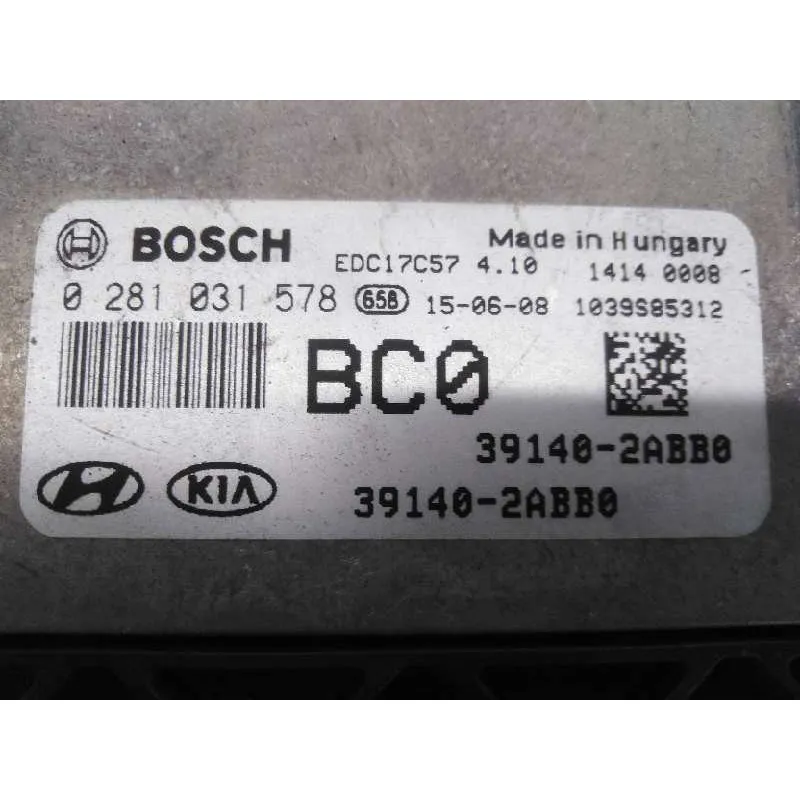 BOSCH
Made in Hungary
EDC17C57 4.10
1414 0008
0 281 031 578 65B 15-06-08 1039S85312
BC0
39140-2ABB0
KIA 39140-2ABB0